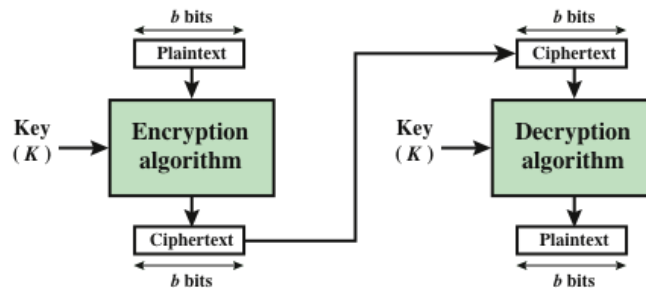 b bits
Plaintext
Key
(K)
Encryption
algorithm
Ciphertext
b bits
b bits
Ciphertext
Key
(K)
Decryption
algorithm
Plaintext
b bits